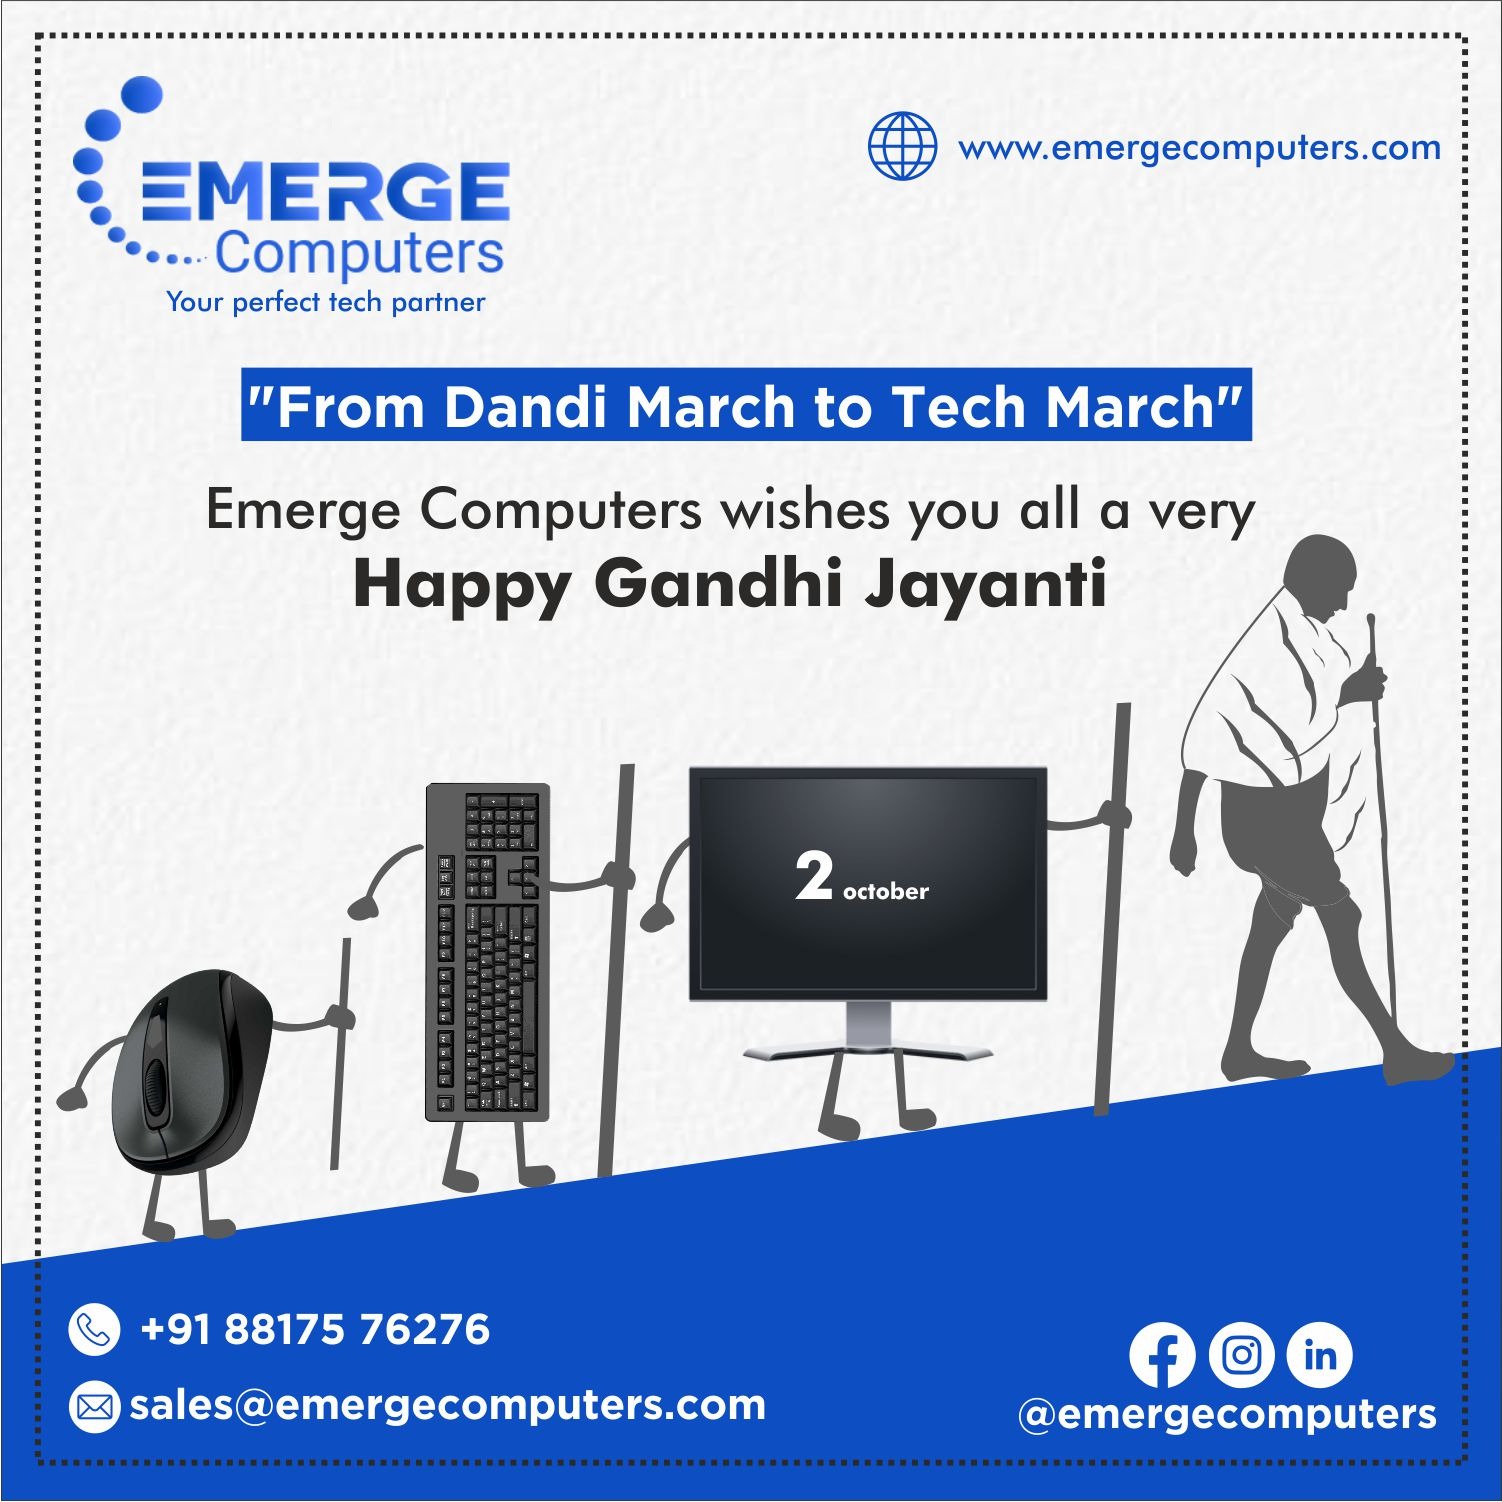 EMERGE
Computers
Your perfect tech partner
www.emergecomputers.com
"From Dandi March to Tech March"
Emerge Computers wishes you all a very
Happy Gandhi Jayanti
2 october
+91 88175 76276
sales@emergecomputers.com
@emergecomputers